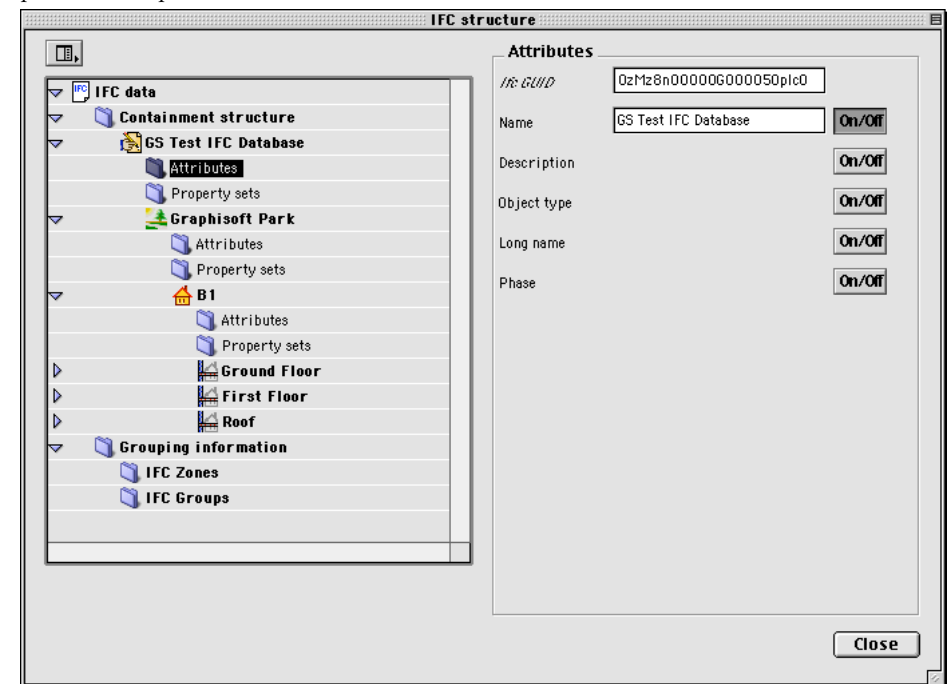 IFC structure
IFC
IFC data
Containment structure
GS Test IFC Database
Attributes
Property sets
Graphisoft Park
Attributes
Property sets
B1
Attributes
Property sets
Ground Floor
First Floor
Roof
Grouping information
IFC Zones
IFC Groups
Attributes
Ifc GUID
0zMz8n00000G000050plc0
Name
GS Test IFC Database
On/Off
Description
On/Off
Object type
On/Off
Long name
On/Off
Phase
On/Off
Close